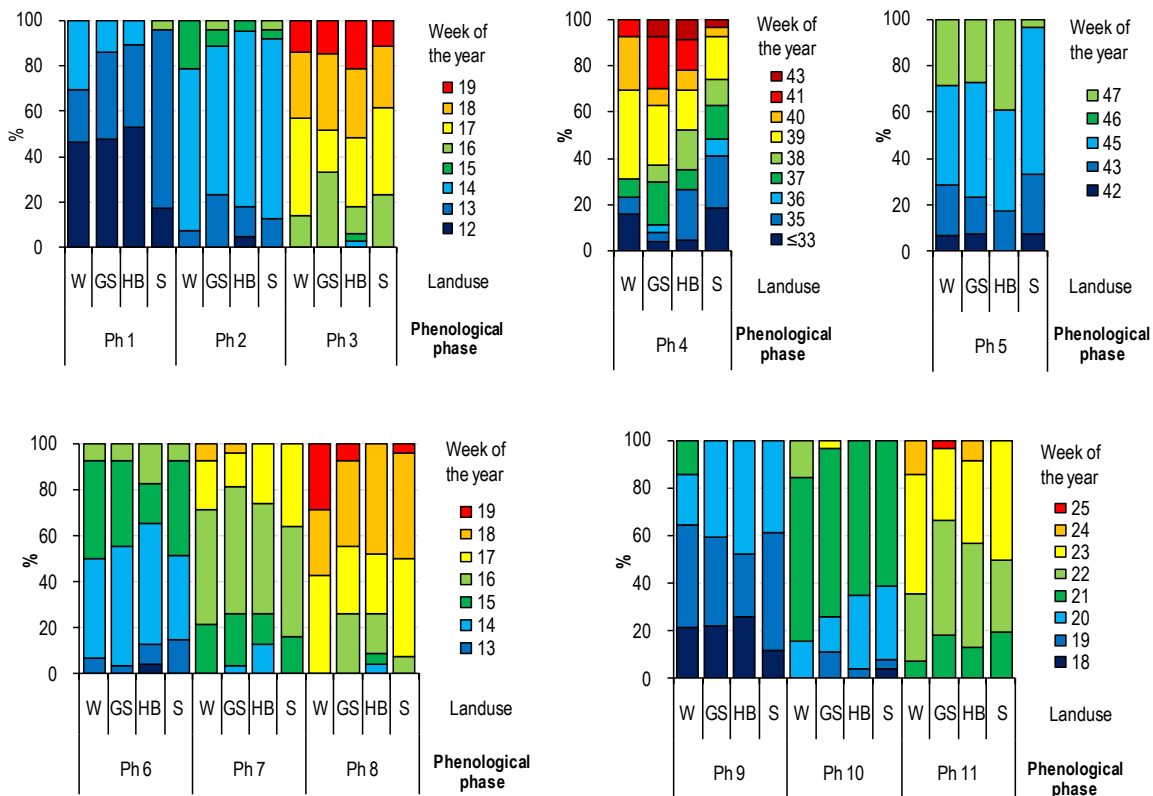 100
80
60
40
20
0
%
W GS HB S W GS HB S W GS HB S
Ph 1 Ph 2 Ph 3
Week of
the year
19
18
17
16
15
14
13
12
Landuse
Phenological
phase
100
80
60
40
20
0
%
W GS HB S
Ph 4
Week of
the year
43
41
40
39
38
37
36
35
≤33
Landuse
Phenological
phase
100
80
60
40
20
0
%
W GS HB S
Ph 5
Week of
the year
47
46
45
43
42
Landuse
Phenological
phase
100
80
60
40
20
0
%
W GS HB S W GS HB S W GS HB S
Ph 6 Ph 7 Ph 8
Week of
the year
19
18
17
16
15
14
13
Landuse
Phenological
phase
100
80
60
40
20
0
%
W GS HB S W GS HB S W GS HB S
Ph 9 Ph 10 Ph 11
Week of
the year
25
24
23
22
21
20
19
18
Landuse
Phenological
phase